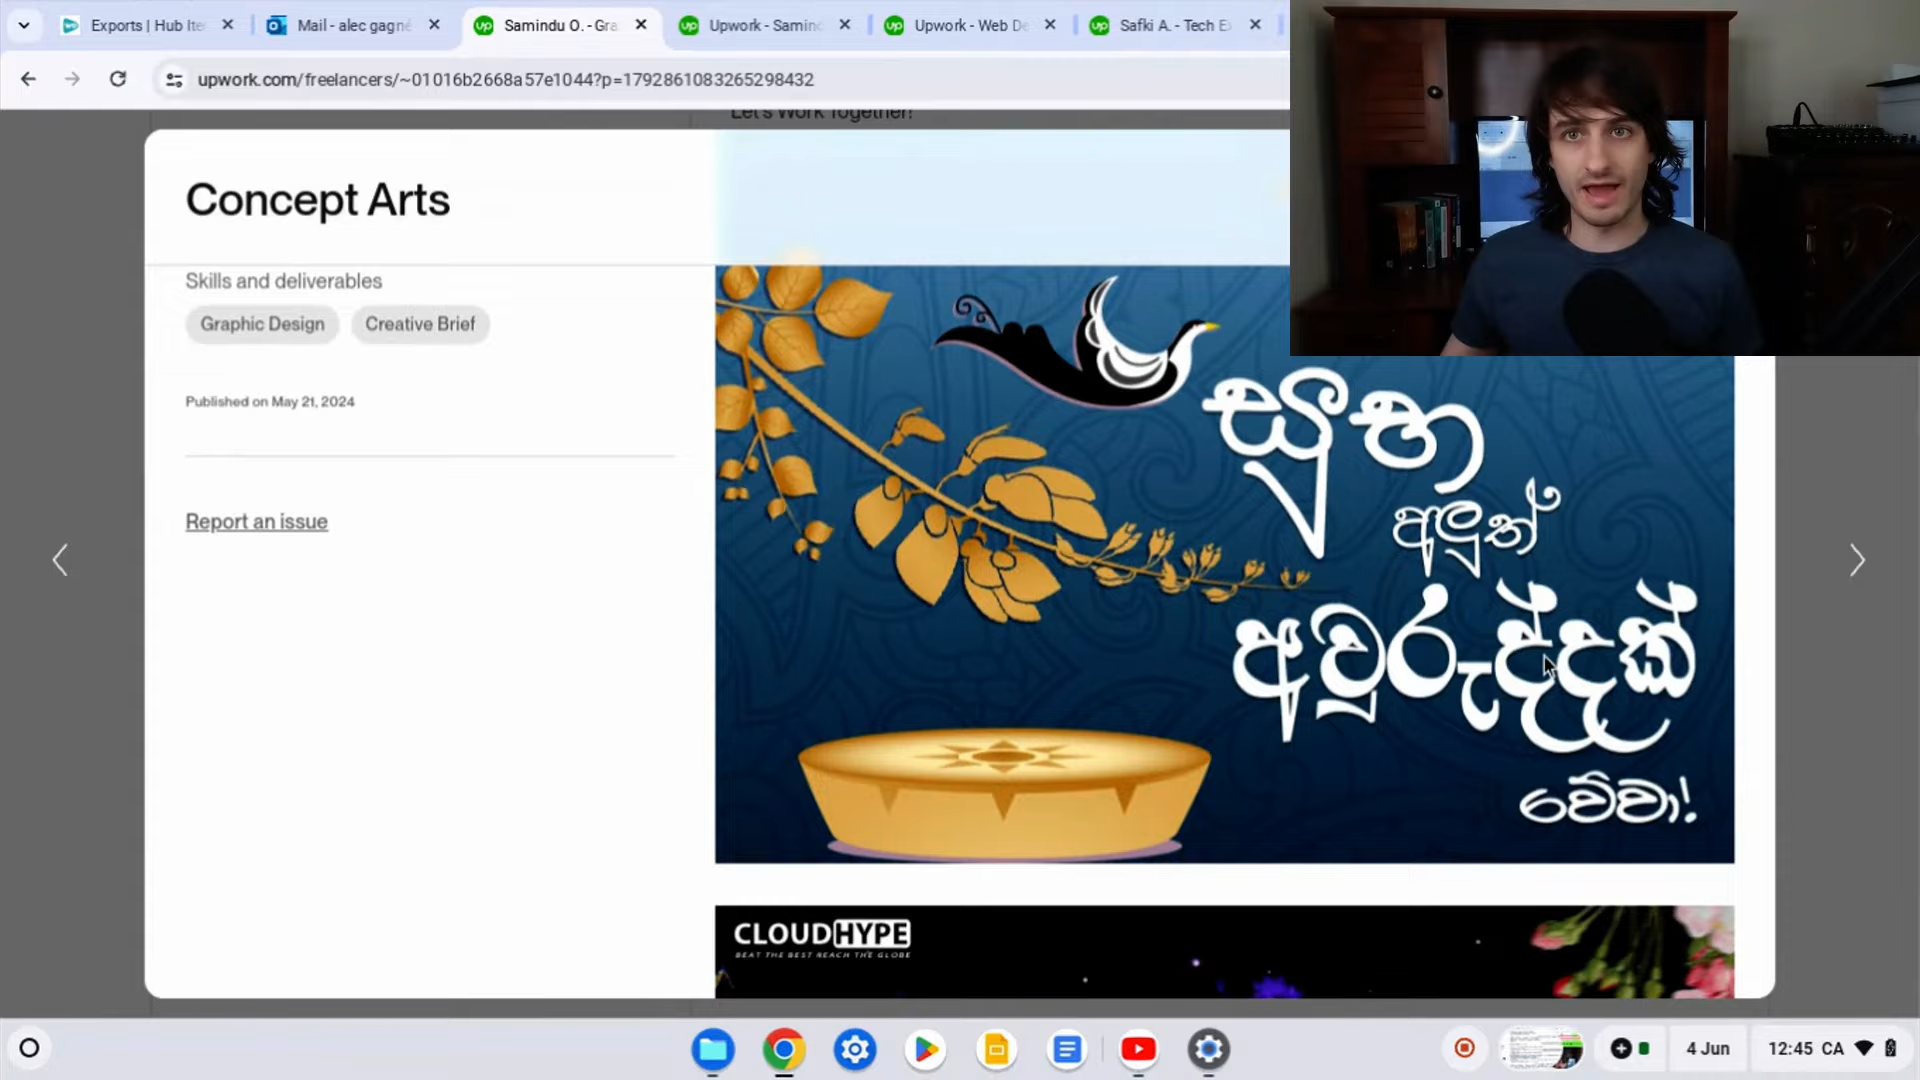 Exports | Hub Ite
Mail - alec gagné
Samindu O. - Gra
Upwork - Samind
Upwork - Web De
Safki A. - Tech E
upwork.com/freelancers/~01016b2668a57e1044?p=1792861083265298432
Let's Work Together!
Concept Arts
Skills and deliverables
Graphic Design
Creative Brief
Published on May 21, 2024
Report an issue
සුභ
අලුත්
අවුරුද්දක්
වේවා!
CLOUDHYPE
BEAT THE BEST REACH THE GLOBE
4 Jun
12:45 CA